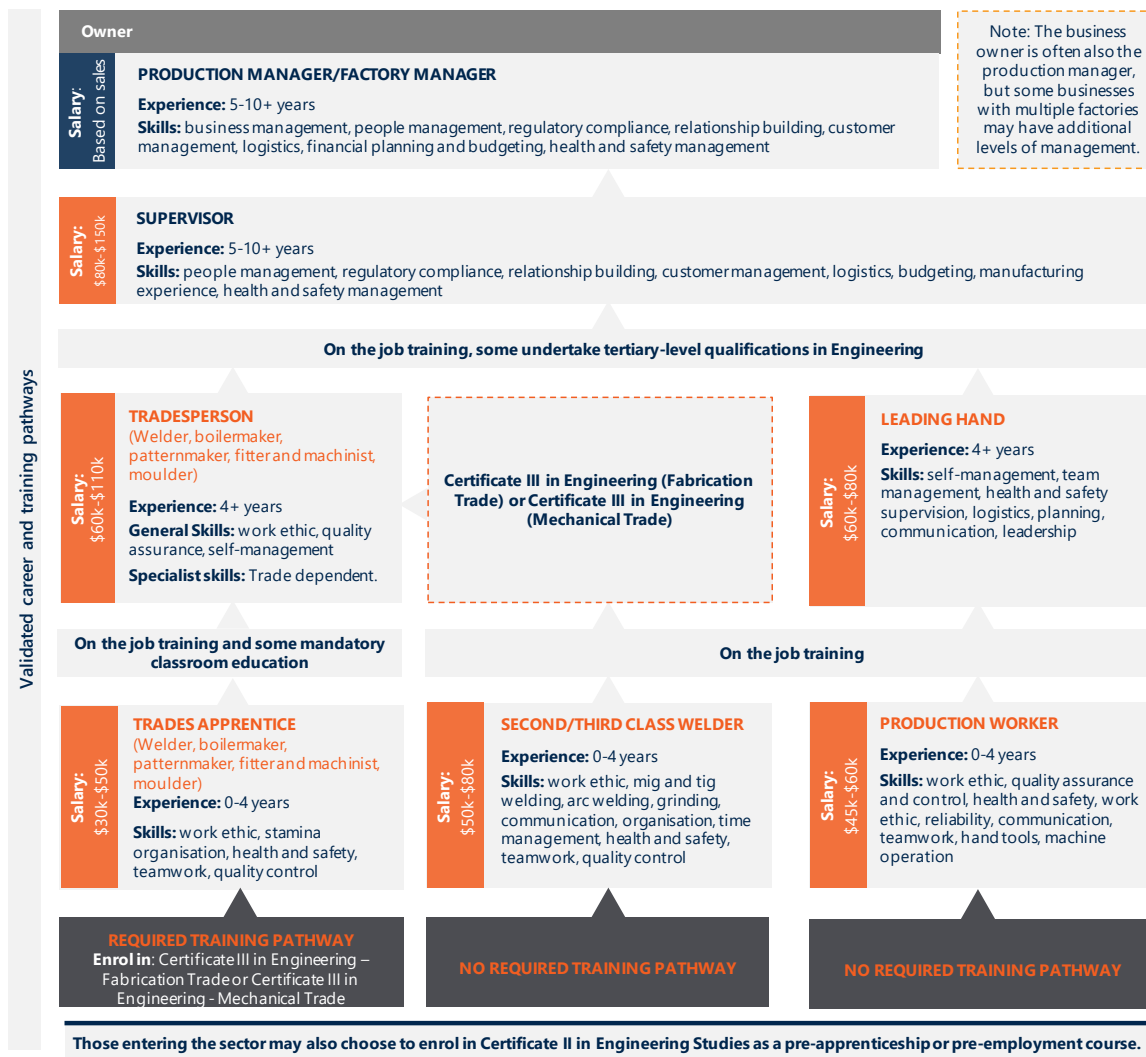 Validated career and training pathways
Owner
Note: The business
owner is often also the
production manager,
but some businesses
with multiple factories
may have additional
levels of management.
Salary:
Based on sales
PRODUCTION MANAGER/FACTORY MANAGER
Experience: 5-10+ years
Skills: business management, people management, regulatory compliance, relationship building, customer
management, logistics, financial planning and budgeting, health and safety management
Salary:
$80k-$150k
SUPERVISOR
Experience: 5-10+ years
Skills: people management, regulatory compliance, relationship building, customer management, logistics, budgeting, manufacturing
experience, health and safety management
On the job training, some undertake tertiary-level qualifications in Engineering
Salary:
$60k-$110k
TRADESPERSON
(Welder, boilermaker,
patternmaker, fitter and machinist,
moulder)
Experience: 4+ years
General Skills: work ethic, quality
assurance, self-management
Specialist skills: Trade dependent.
Certificate III in Engineering (Fabrication
Trade) or Certificate III in Engineering
(Mechanical Trade)
Salary:
$60k-$80k
LEADING HAND
Experience: 4+ years
Skills: self-management, team
management, health and safety
supervision, logistics, planning,
communication, leadership
On the job training and some mandatory
classroom education
On the job training
Salary:
$30k-$50k
TRADES APPRENTICE
(Welder, boilermaker,
patternmaker, fitter and machinist,
moulder)
Experience: 0-4 years
Skills: work ethic, stamina
organisation, health and safety,
teamwork, quality control
Salary:
$50k-$80k
SECOND/THIRD CLASS WELDER
Experience: 0-4 years
Skills: work ethic, mig and tig
welding, arc welding, grinding,
communication, organisation, time
management, health and safety,
teamwork, quality control
Salary:
$45k-$60k
PRODUCTION WORKER
Experience: 0-4 years
Skills: work ethic, quality assurance
and control, health and safety, work
ethic, reliability, communication,
teamwork, hand tools, machine
operation
REQUIRED TRAINING PATHWAY
Enrol in: Certificate III in Engineering –
Fabrication Trade or Certificate III in
Engineering - Mechanical Trade
NO REQUIRED TRAINING PATHWAY
NO REQUIRED TRAINING PATHWAY
Those entering the sector may also choose to enrol in Certificate II in Engineering Studies as a pre-apprenticeship or pre-employment course.